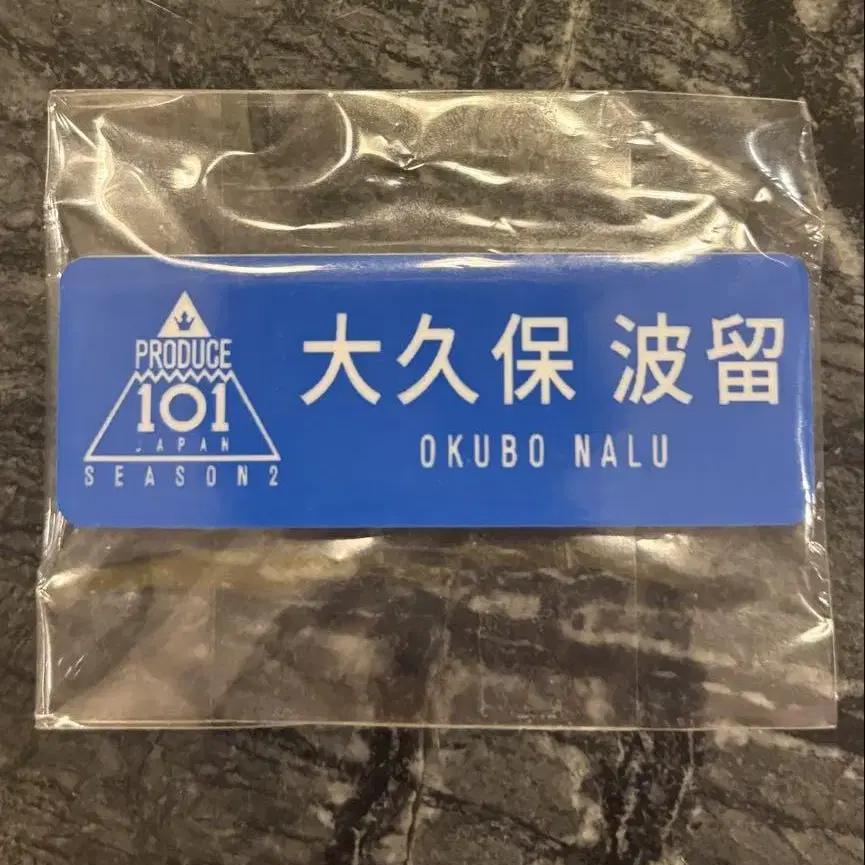 PRODUCE
101
JAPAN
SEASON2
大久保 波留
OKUBO NALU